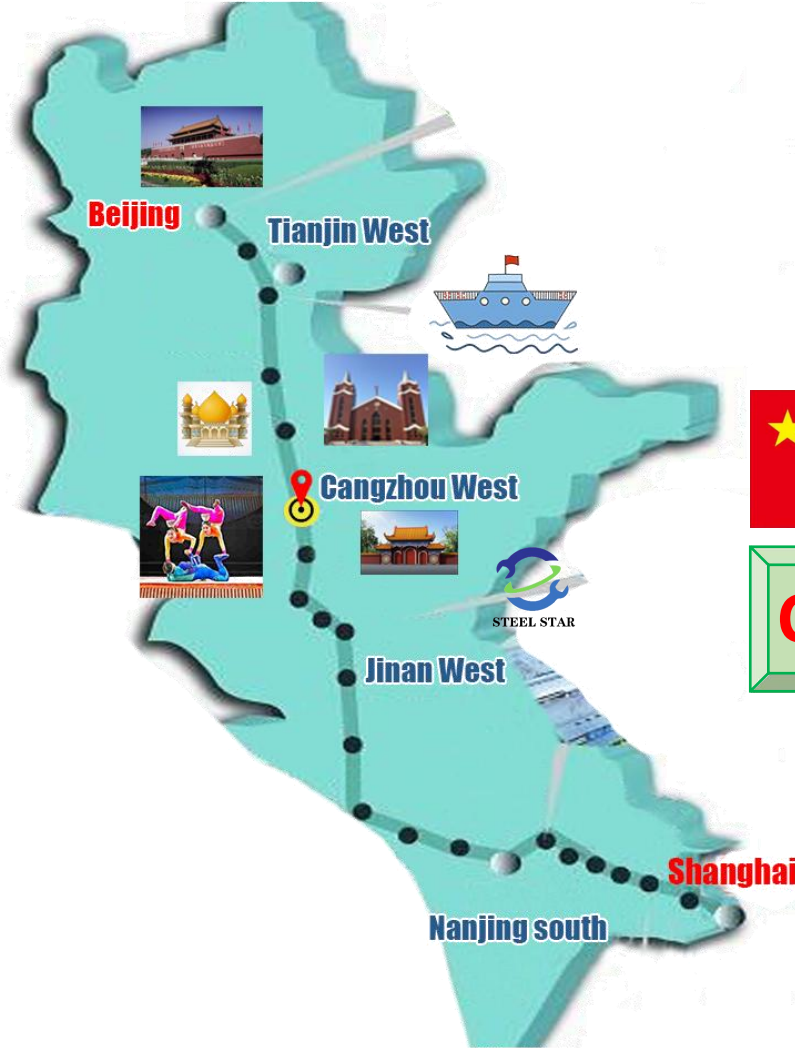 Beijing
Tianjin West
Cangzhou West
STEEL STAR
Jinan West
Shanghai
Nanjing south